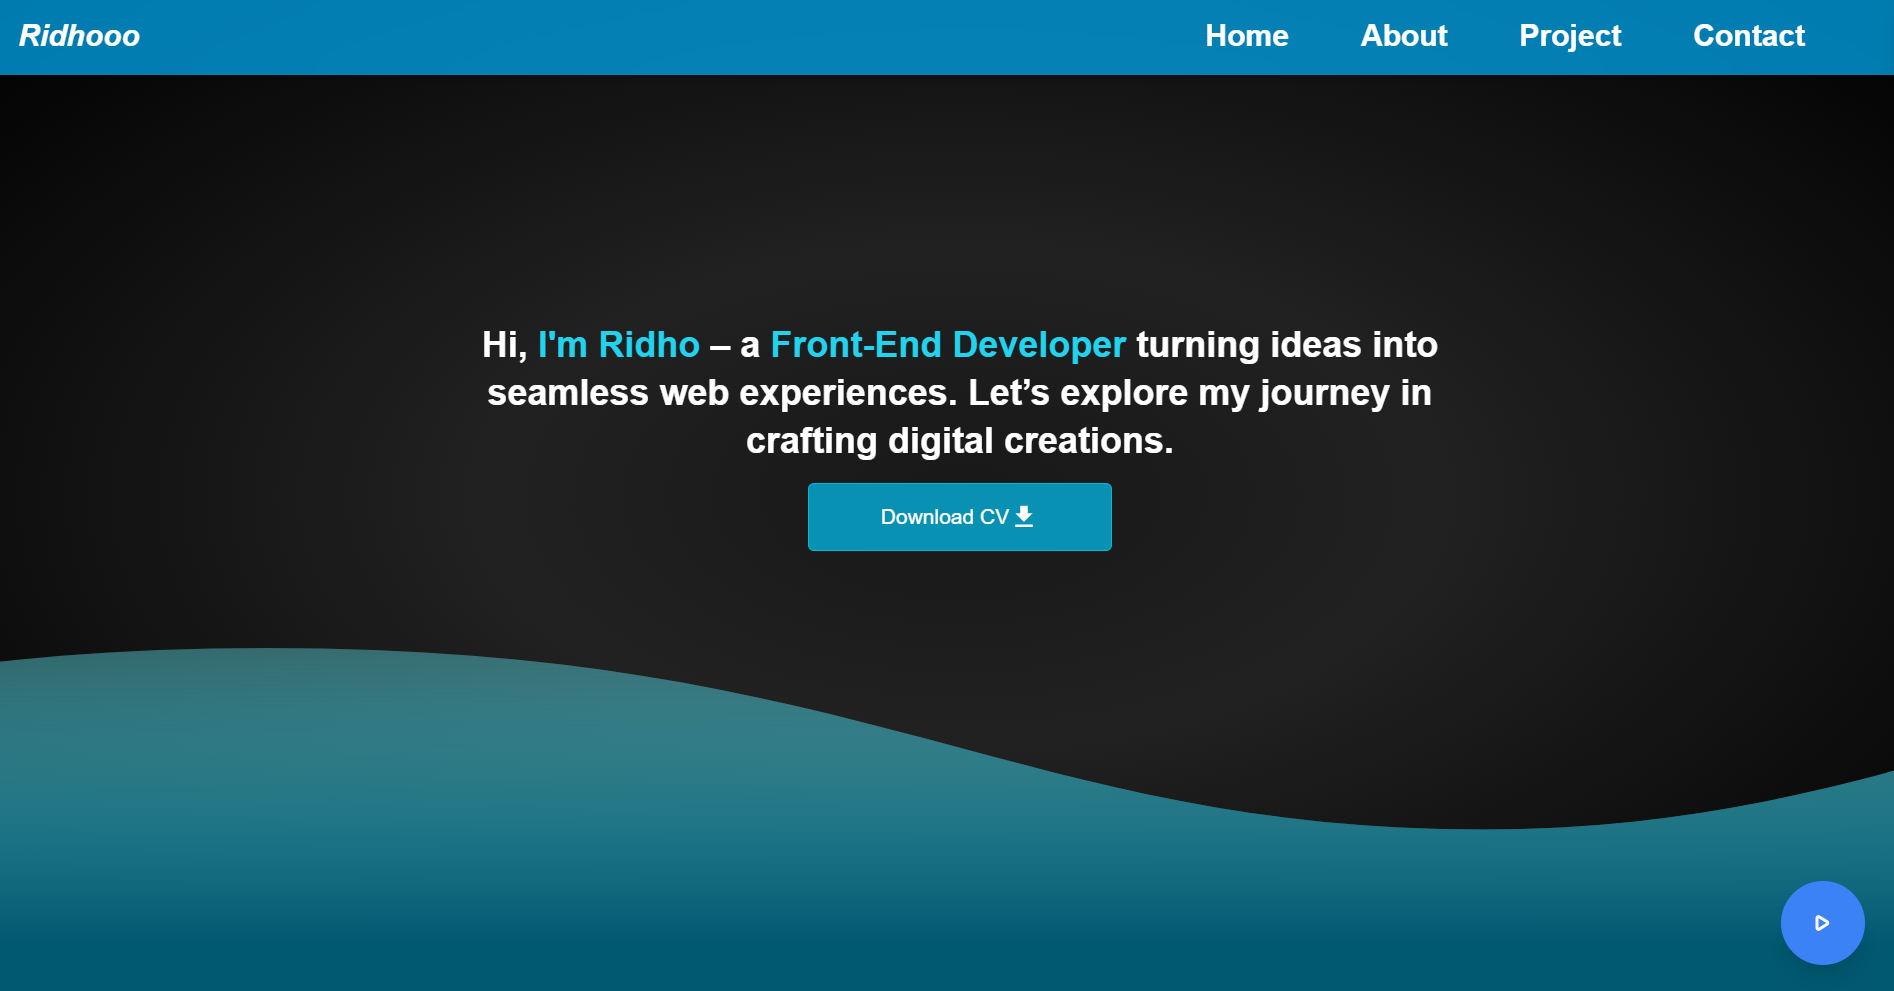 Ridhooo
Home About Project Contact
Hi, I'm Ridho – a Front-End Developer turning ideas into
seamless web experiences. Let’s explore my journey in
crafting digital creations.
Download CV